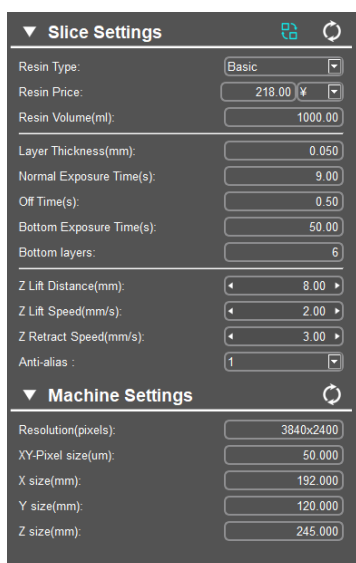 ▼ Slice Settings
Resin Type: Basic
Resin Price: 218.00 ¥
Resin Volume(ml): 1000.00
Layer Thickness(mm): 0.050
Normal Exposure Time(s): 9.00
Off Time(s): 0.50
Bottom Exposure Time(s): 50.00
Bottom layers: 6
Z Lift Distance(mm): 8.00
Z Lift Speed(mm/s): 2.00
Z Retract Speed(mm/s): 3.00
Anti-alias : 1
▼ Machine Settings
Resolution(pixels): 3840x2400
XY-Pixel size(um): 50.000
X size(mm): 192.000
Y size(mm): 120.000
Z size(mm): 245.000